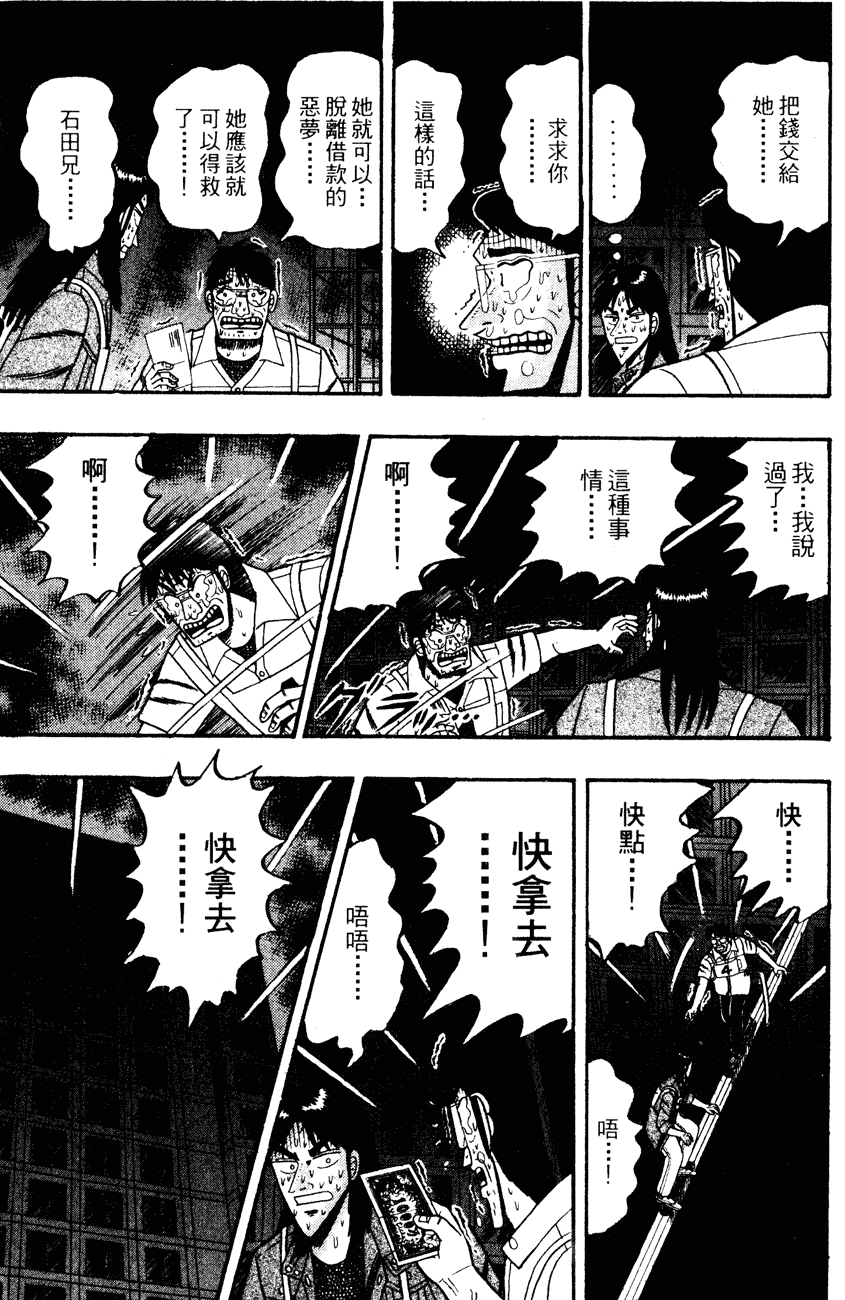 把錢交給
她………
………
求求你
………
這樣的話…
她就可以…
脫離借款的
惡夢……
她應該就
可以得救
了……!
石田兄……
我…我說
過了…
這種事
情……
啊……!
啊……!
快……
快點……!
唔…!
快拿去
……!
唔唔……
快拿去
……!
1000